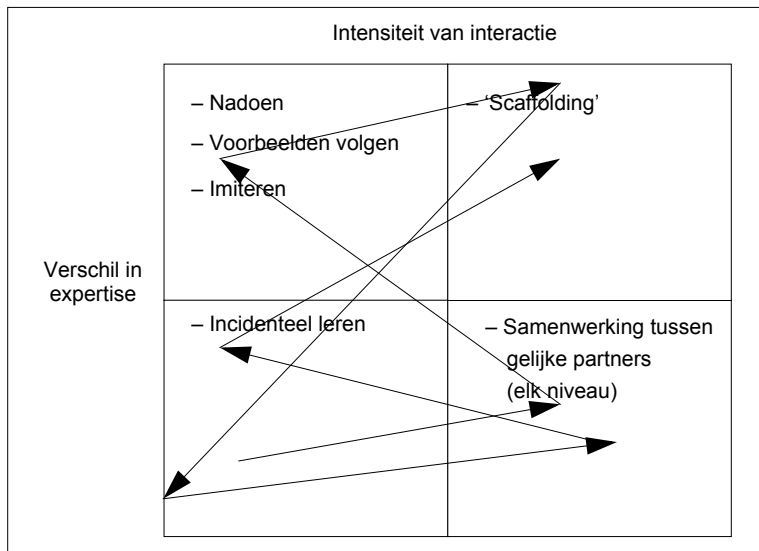 Intensiteit van interactie
– Nadoen
– Voorbeelden volgen
– Imiteren
– ‘Scaffolding’
Verschil in
expertise
– Incidenteel leren
– Samenwerking tussen
gelijke partners
(elk niveau)